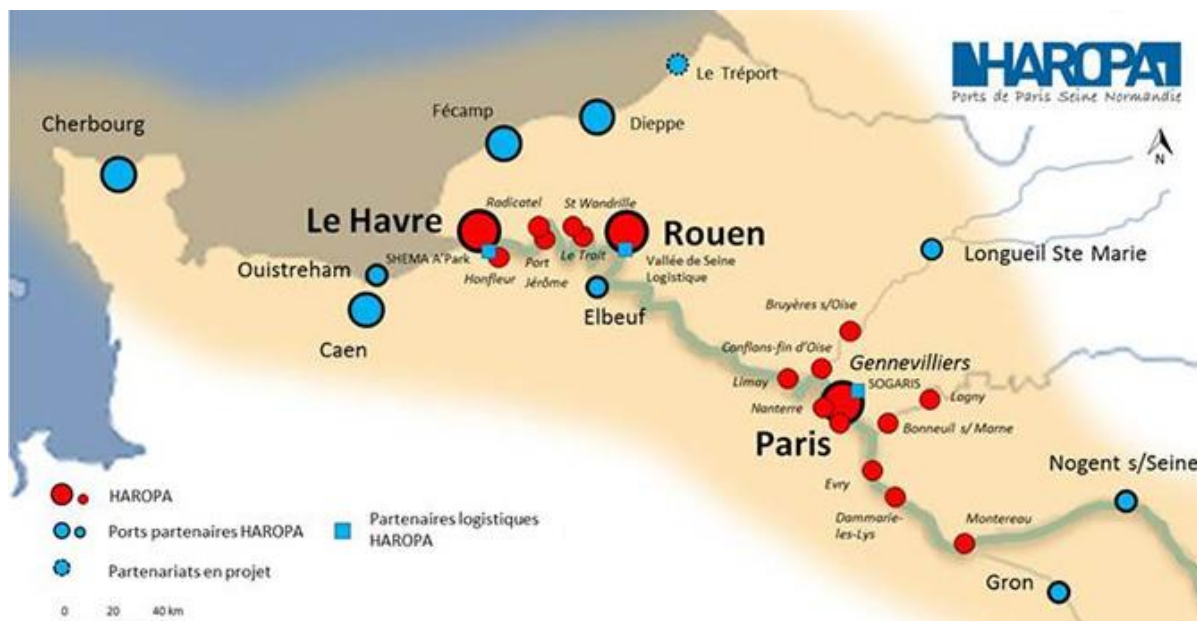 HAROPA
Ports de Paris Seine Normandie
N
Le Tréport
Cherbourg
Fécamp
Dieppe
Radicatel
St Wandrille
Le Havre
Rouen
SHEMA A'Park
Honfleur
Port
Jérôme
Le Trait
Vallée de Seine
Logistique
Longueil Ste Marie
Ouistreham
Elbeuf
Caen
Bruyères s/Oise
Conflans-fin d'Oise
Gennevilliers
Limay
SOGARIS
Nanterre
Lagny
Paris
Bonneuil s/ Marne
Nogent s/Seine
Evry
Dammarie-
les-Lys
Montereau
Gron
HAROPA
Ports partenaires HAROPA
Partenaires logistiques
HAROPA
Partenariats en projet
0 20 40 km